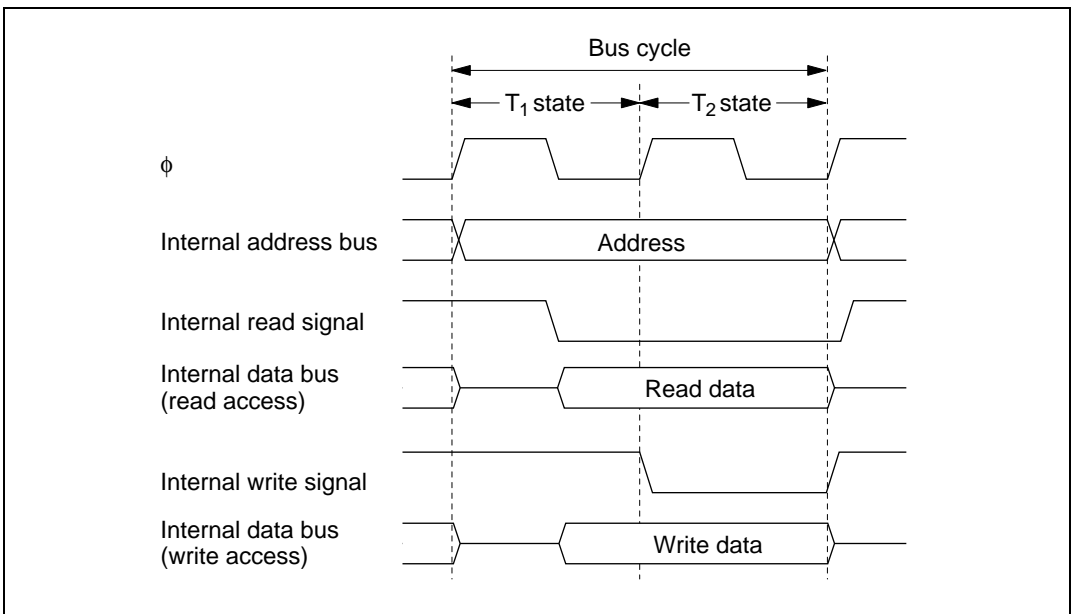 Bus cycle
T₁ state
T₂ state
ϕ
Internal address bus
Address
Internal read signal
Internal data bus
(read access)
Read data
Internal write signal
Internal data bus
(write access)
Write data